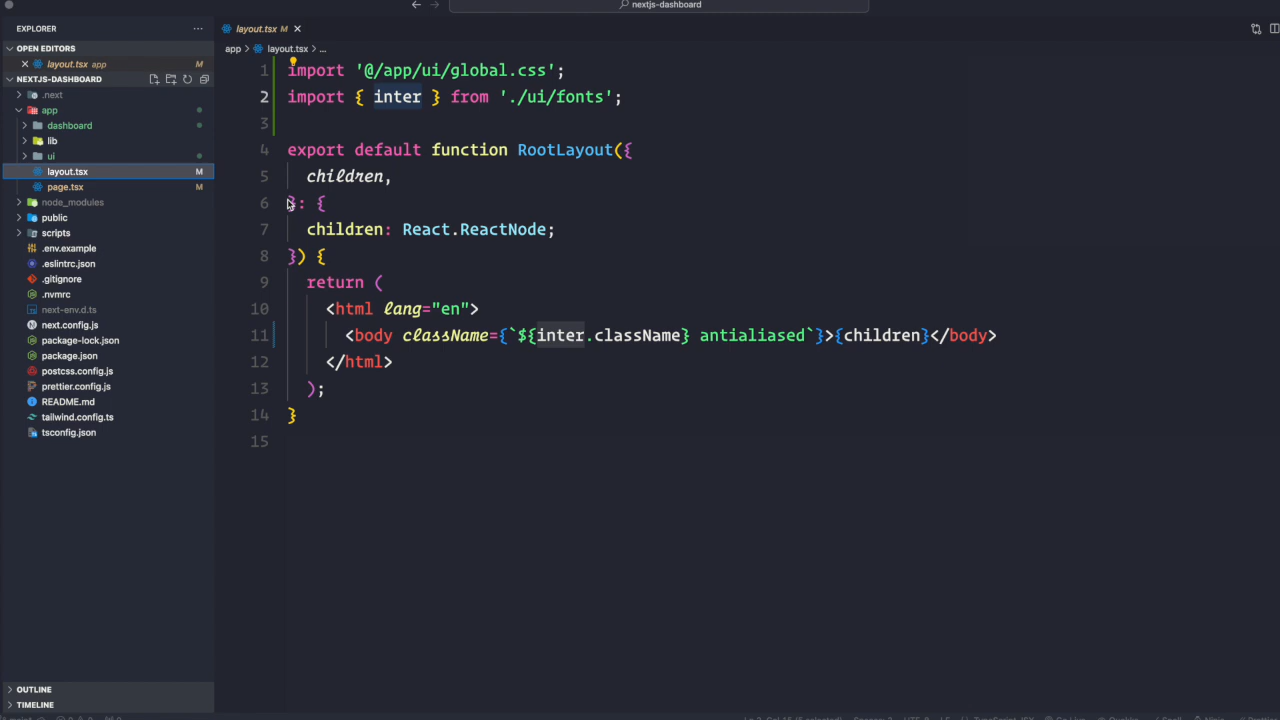 nextjs-dashboard
EXPLORER
layout.tsx M
OPEN EDITORS
layout.tsx app M
NEXTJS-DASHBOARD
.next
app
dashboard
lib
ui
layout.tsx M
page.tsx M
node_modules
public
scripts
.env.example
.eslintrc.json
.gitignore
.nvmrc
next-env.d.ts
next.config.js
package-lock.json
package.json
postcss.config.js
prettier.config.js
README.md
tailwind.config.ts
tsconfig.json
OUTLINE
TIMELINE
app > layout.tsx > ...
1 import '@/app/ui/global.css';
2 import { inter } from './ui/fonts';
3
4 export default function RootLayout({
5 children,
6 }: {
7 children: React.ReactNode;
8 }) {
9 return (
10 <html lang="en">
11 <body className={`${inter.className} antialiased`}>{children}</body>
12 </html>
13 );
14 }
15